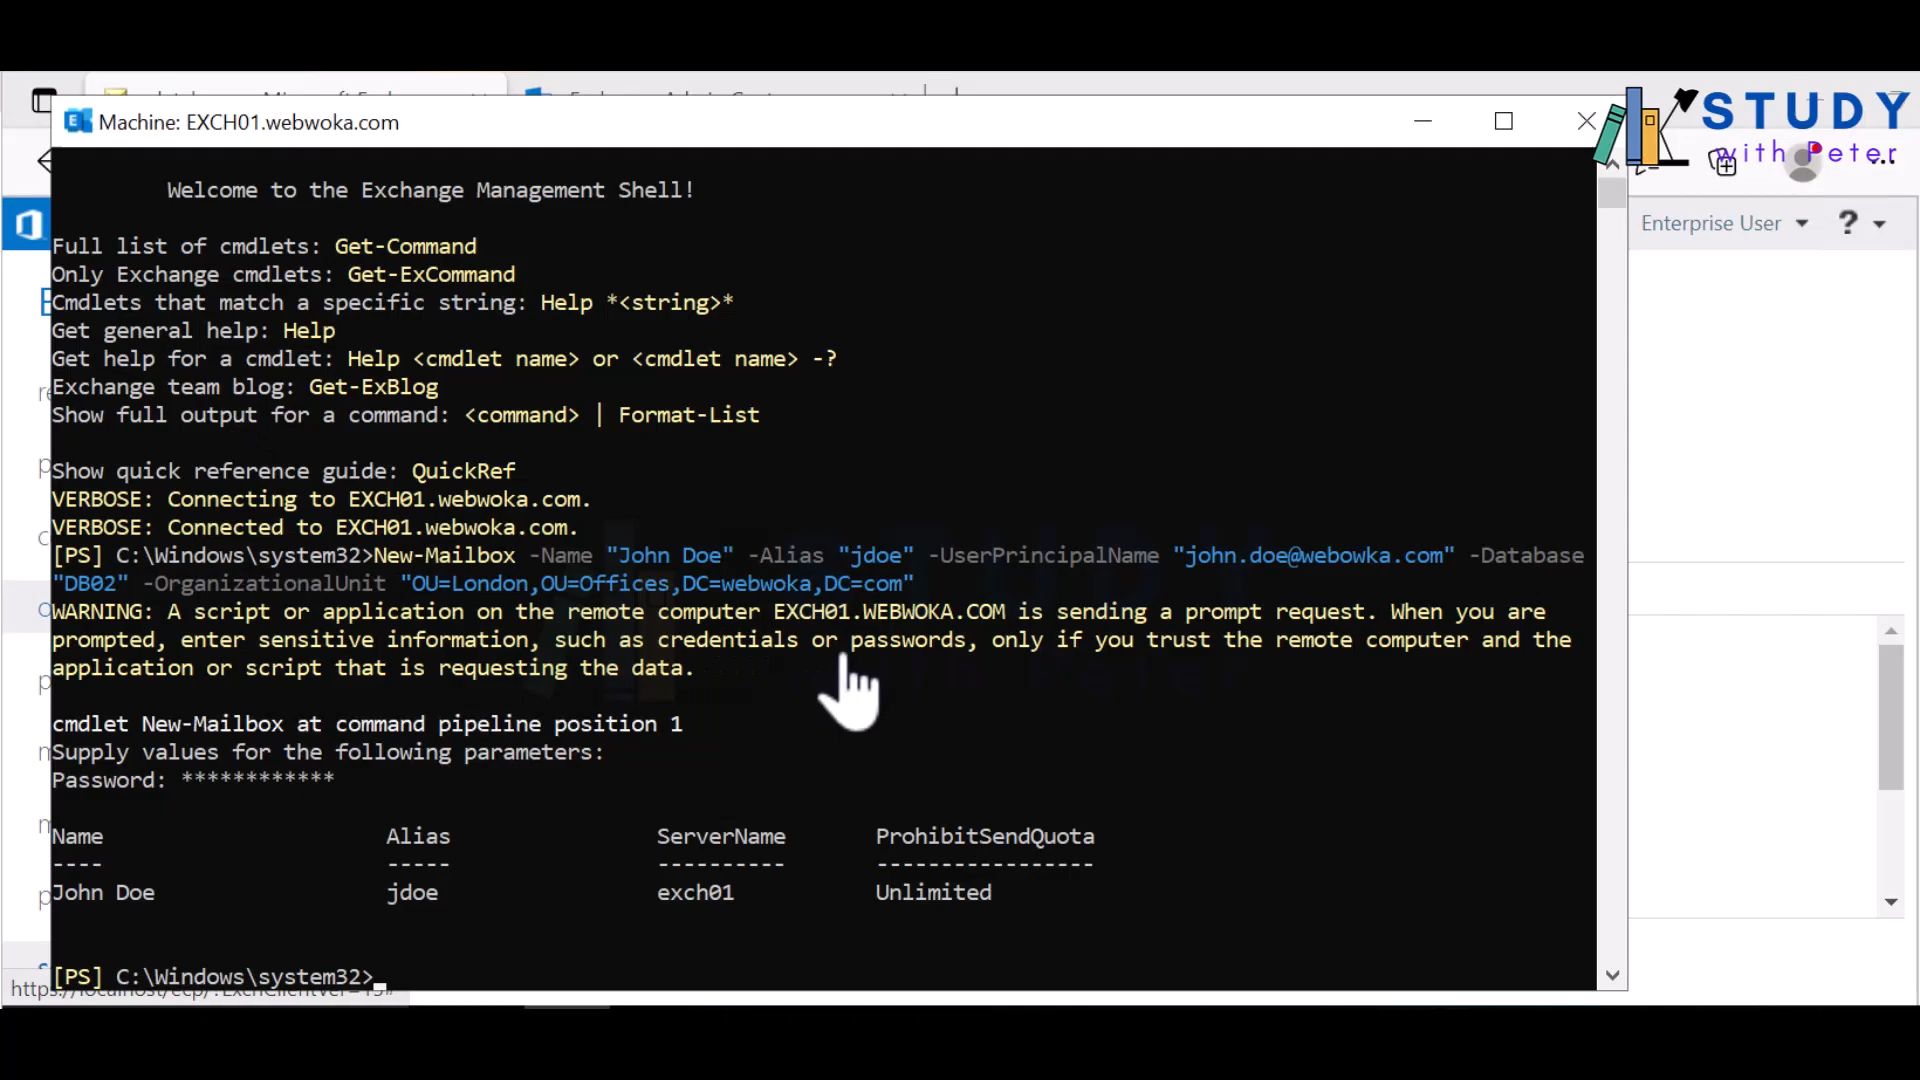 Machine: EXCH01.webwoka.com
STUDY
with Peter
Enterprise User
Welcome to the Exchange Management Shell!
Full list of cmdlets: Get-Command
Only Exchange cmdlets: Get-ExCommand
Cmdlets that match a specific string: Help *<string>*
Get general help: Help
Get help for a cmdlet: Help <cmdlet name> or <cmdlet name> -?
Exchange team blog: Get-ExBlog
Show full output for a command: <command> | Format-List
Show quick reference guide: QuickRef
VERBOSE: Connecting to EXCH01.webwoka.com.
VERBOSE: Connected to EXCH01.webwoka.com.
[PS] C:\Windows\system32>New-Mailbox -Name "John Doe" -Alias "jdoe" -UserPrincipalName "john.doe@webowka.com" -Database
"DB02" -OrganizationalUnit "OU=London,OU=Offices,DC=webwoka,DC=com"
WARNING: A script or application on the remote computer EXCH01.WEBWOKA.COM is sending a prompt request. When you are
prompted, enter sensitive information, such as credentials or passwords, only if you trust the remote computer and the
application or script that is requesting the data.
cmdlet New-Mailbox at command pipeline position 1
Supply values for the following parameters:
Password: ************
Name Alias ServerName ProhibitSendQuota
---- ----- ---------- -----------------
John Doe jdoe exch01 Unlimited
[PS] C:\Windows\system32>